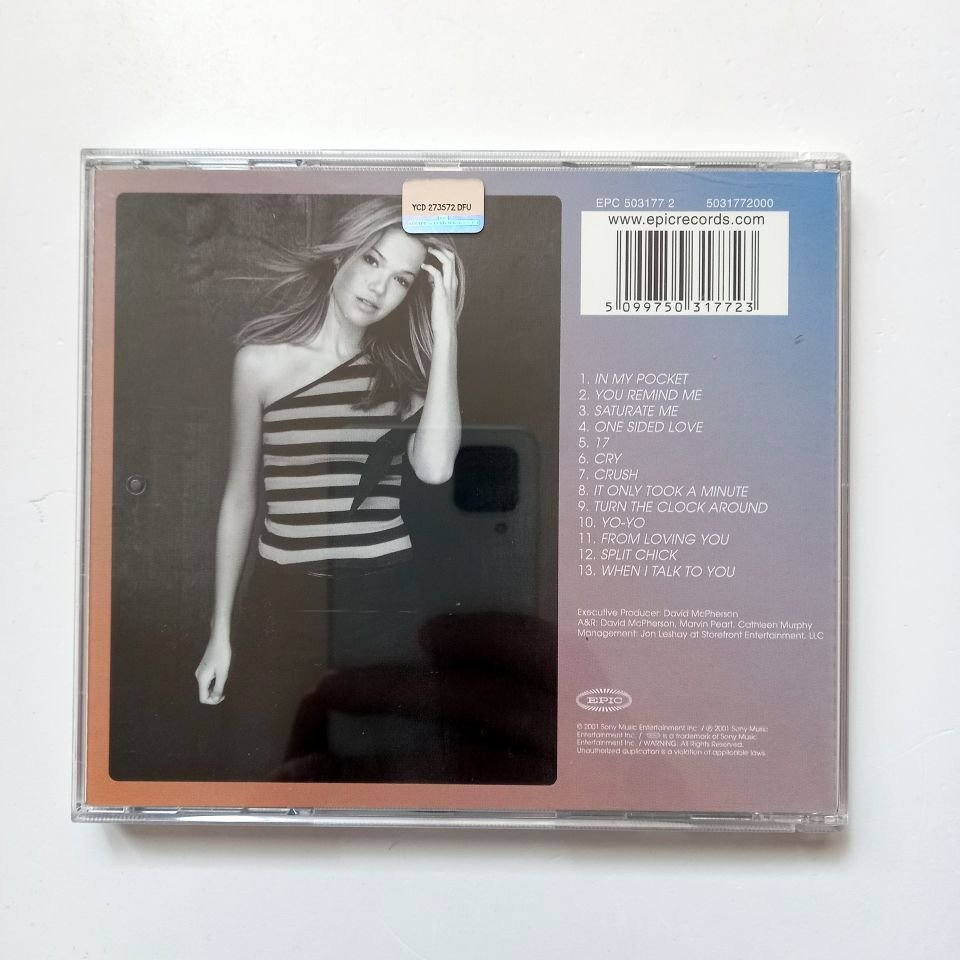 YCD 273572 DFU
EPC 503177 2 5031772000
www.epicrecords.com
5 099750 317723
1. IN MY POCKET
2. YOU REMIND ME
3. SATURATE ME
4. ONE SIDED LOVE
5. 17
6. CRY
7. CRUSH
8. IT ONLY TOOK A MINUTE
9. TURN THE CLOCK AROUND
10. YO-YO
11. FROM LOVING YOU
12. SPLIT CHICK
13. WHEN I TALK TO YOU
Executive Producer: David McPherson
A&R: David McPherson, Marvin Peart, Cathleen Murphy
Management: Jon Leshay at Storefront Entertainment, LLC
EPIC
© 2001 Sony Music Entertainment Inc. / ℗ 2001 Sony Music
Entertainment Inc. / is a trademark of Sony Music
Entertainment Inc. / WARNING: All Rights Reserved.
Unauthorized duplication is a violation of applicable laws.